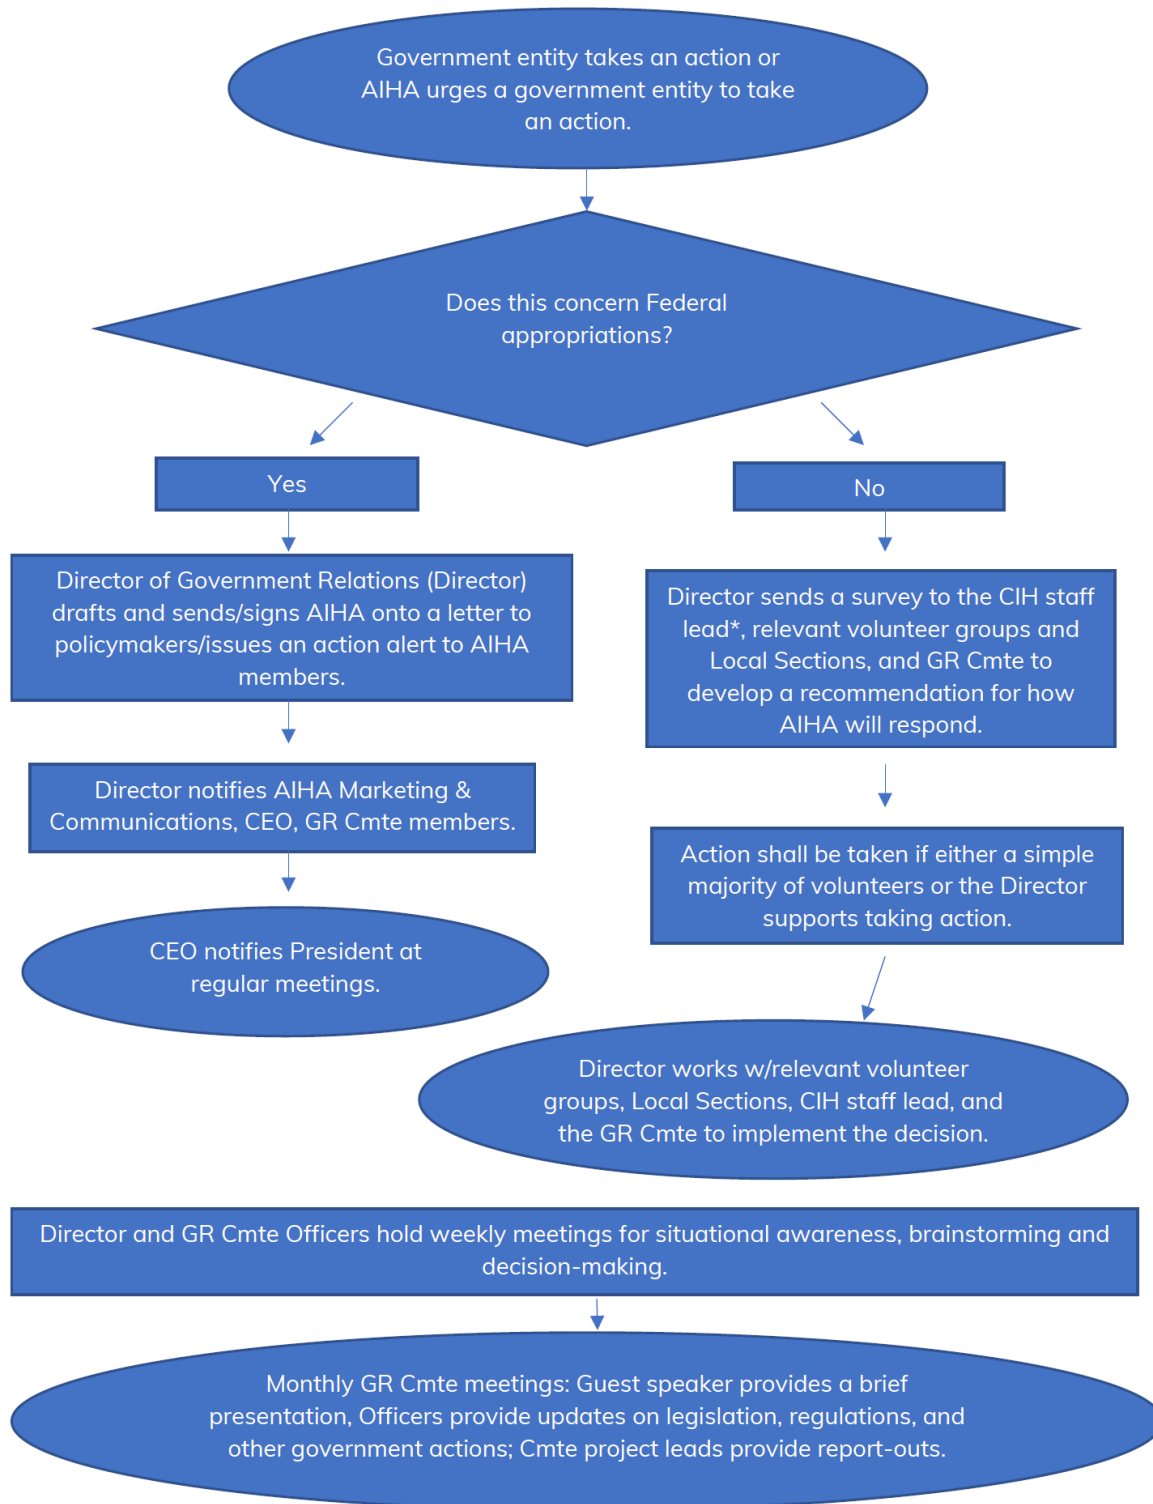 Government entity takes an action or
AIHA urges a government entity to take
an action.
Does this concern Federal
appropriations?
Yes
No
Director of Government Relations (Director)
drafts and sends/signs AIHA onto a letter to
policymakers/issues an action alert to AIHA
members.
Director sends a survey to the CIH staff
lead*, relevant volunteer groups and
Local Sections, and GR Cmte to
develop a recommendation for how
AIHA will respond.
Director notifies AIHA Marketing &
Communications, CEO, GR Cmte members.
Action shall be taken if either a simple
majority of volunteers or the Director
supports taking action.
CEO notifies President at
regular meetings.
Director works w/relevant volunteer
groups, Local Sections, CIH staff lead, and
the GR Cmte to implement the decision.
Director and GR Cmte Officers hold weekly meetings for situational awareness, brainstorming and
decision-making.
Monthly GR Cmte meetings: Guest speaker provides a brief
presentation, Officers provide updates on legislation, regulations, and
other government actions; Cmte project leads provide report-outs.